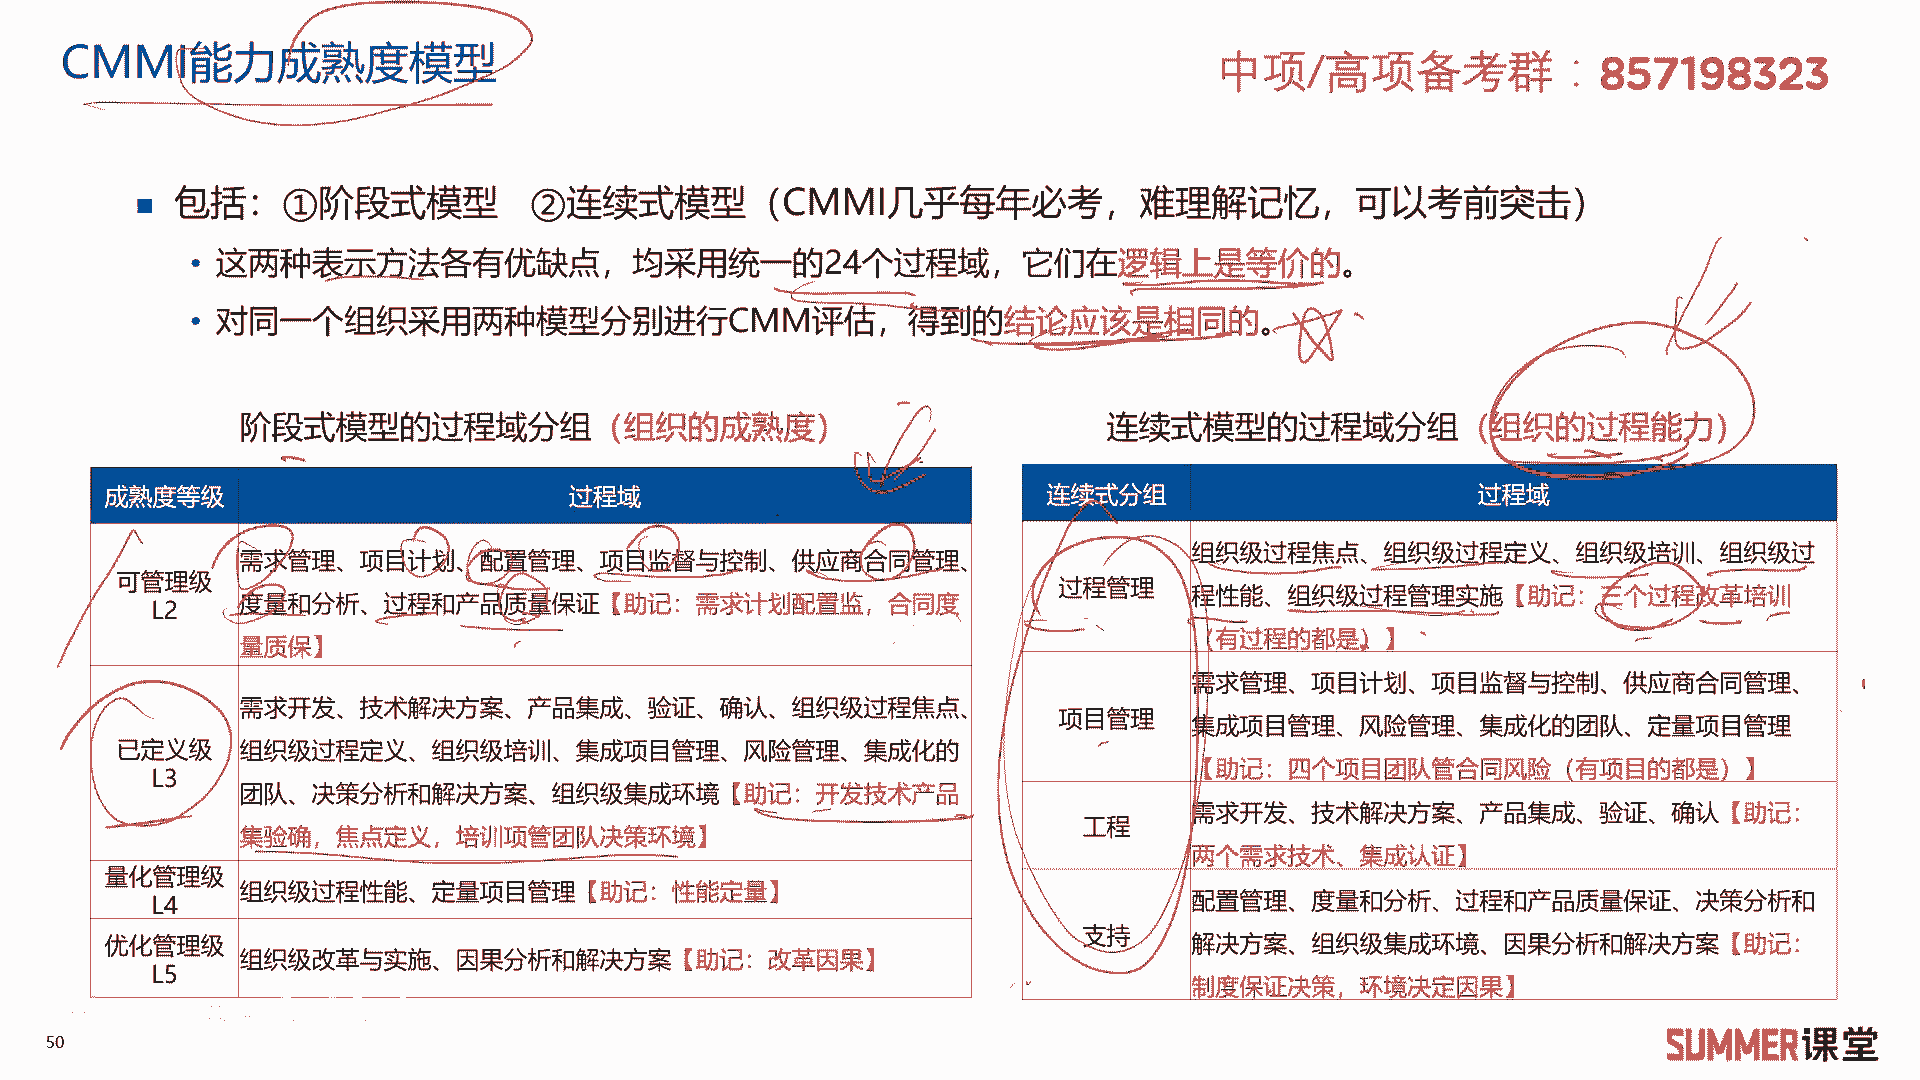 CMMI能力成熟度模型
中项/高项备考群：857198323
■ 包括：①阶段式模型 ②连续式模型（CMMI几乎每年必考，难理解记忆，可以考前突击）
• 这两种表示方法各有优缺点，均采用统一的24个过程域，它们在逻辑上是等价的。
• 对同一个组织采用两种模型分别进行CMM评估，得到的结论应该是相同的。
阶段式模型的过程域分组（组织的成熟度）
成熟度等级 过程域
可管理级
L2
需求管理、项目计划、配置管理、项目监督与控制、供应商合同管理、
度量和分析、过程和产品质量保证【助记：需求计划配置监，合同度
量质保】
已定义级
L3
需求开发、技术解决方案、产品集成、验证、确认、组织级过程焦点、
组织级过程定义、组织级培训、集成项目管理、风险管理、集成化的
团队、决策分析和解决方案、组织级集成环境【助记：开发技术产品
集验确，焦点定义，培训项管团队决策环境】
量化管理级
L4
组织级过程性能、定量项目管理【助记：性能定量】
优化管理级
L5
组织级改革与实施、因果分析和解决方案【助记：改革因果】
连续式模型的过程域分组（组织的过程能力）
连续式分组 过程域
过程管理
组织级过程焦点、组织级过程定义、组织级培训、组织级过
程性能、组织级过程管理实施【助记：三个过程改革培训
（有过程的都是）】
项目管理
需求管理、项目计划、项目监督与控制、供应商合同管理、
集成项目管理、风险管理、集成化的团队、定量项目管理
【助记：四个项目团队管合同风险（有项目的都是）】
工程
需求开发、技术解决方案、产品集成、验证、确认【助记：
两个需求技术、集成认证】
支持
配置管理、度量和分析、过程和产品质量保证、决策分析和
解决方案、组织级集成环境、因果分析和解决方案【助记：
制度保证决策，环境决定因果】
50
SUMMER课堂